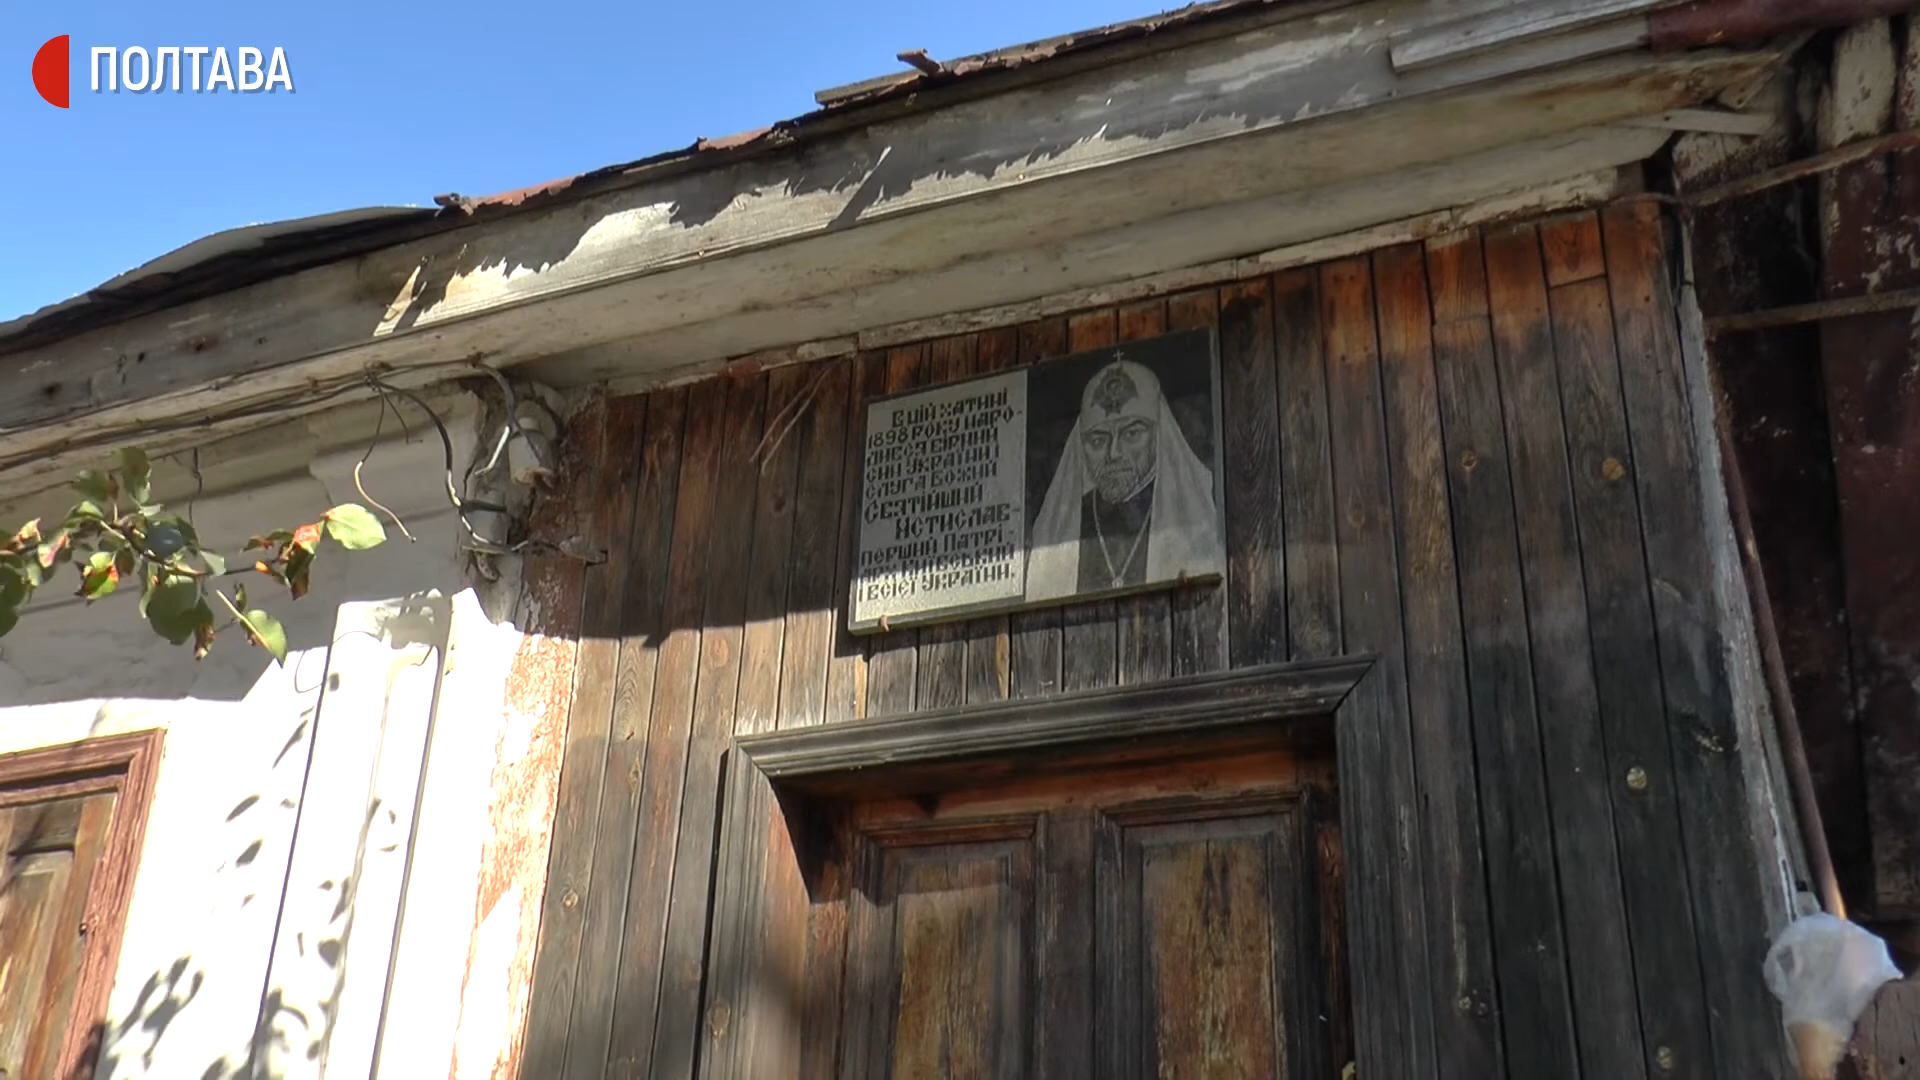 ПОЛТАВА
В ЦІЙ ХАТИНІ
1898 РОКУ НАРО-
ДИВСЯ ВІРНИЙ
СИН УКРАЇНИ І
СЛУГА БОЖИЙ
СВЯТІЙШИЙ
МСТИСЛАВ-
ПЕРШИЙ ПАТРІ-
АРХ КИЇВСЬКИЙ
І ВСІЄЇ УКРАЇНИ.